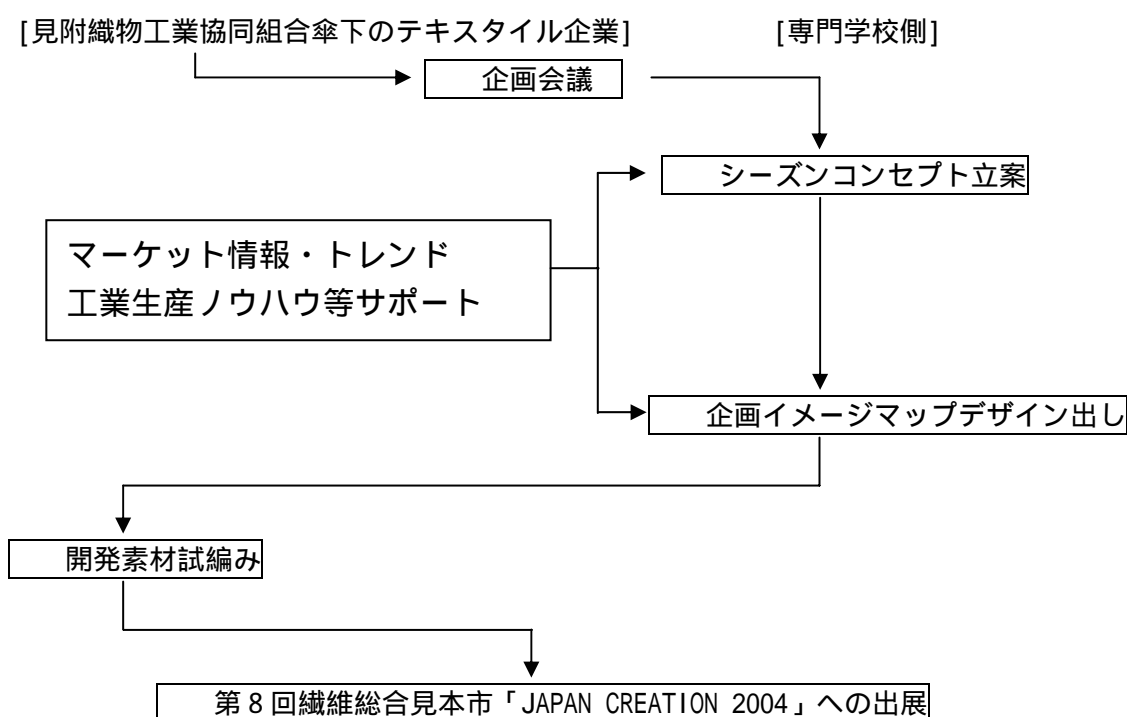 [見附織物工業協同組合傘下のテキスタイル企業]
[専門学校側]
企画会議
シーズンコンセプト立案
マーケット情報・トレンド
工業生産ノウハウ等サポート
企画イメージマップデザイン出し
開発素材試編み
第8回繊維総合見本市「JAPAN CREATION 2004」への出展